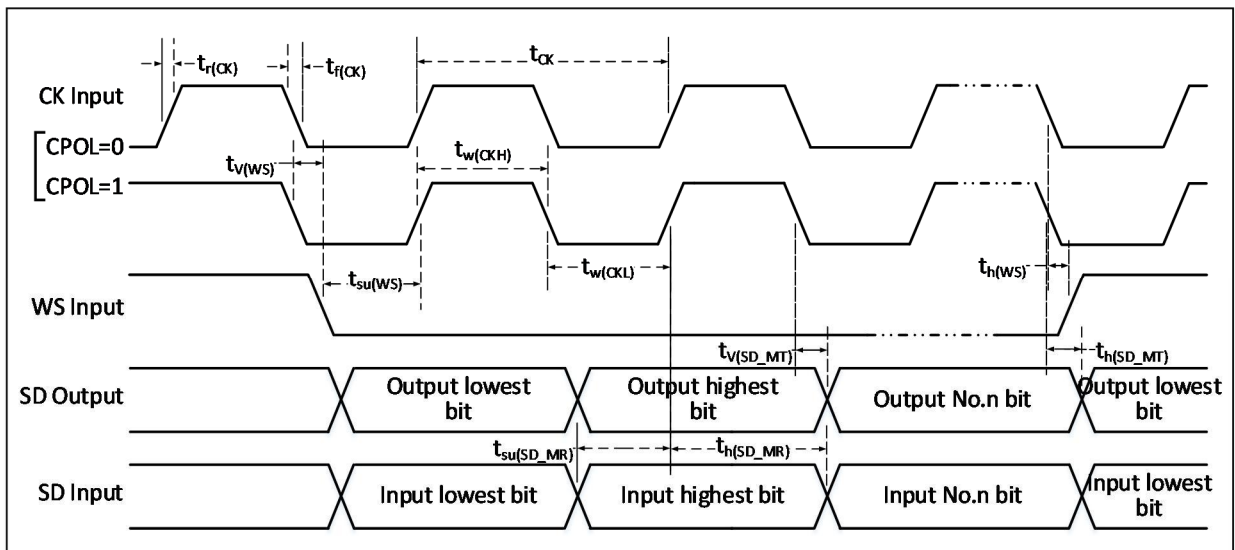 t_CK
t_r(CK)
t_f(CK)
CK Input
CPOL=0
t_V(WS)
t_w(CKH)
CPOL=1
t_su(WS)
t_w(CKL)
t_h(WS)
WS Input
t_V(SD_MT)
t_h(SD_MT)
SD Output
Output lowest
bit
Output highest
bit
Output No.n bit
Output lowest
bit
t_su(SD_MR)
t_h(SD_MR)
SD Input
Input lowest bit
Input highest bit
Input No.n bit
Input lowest
bit